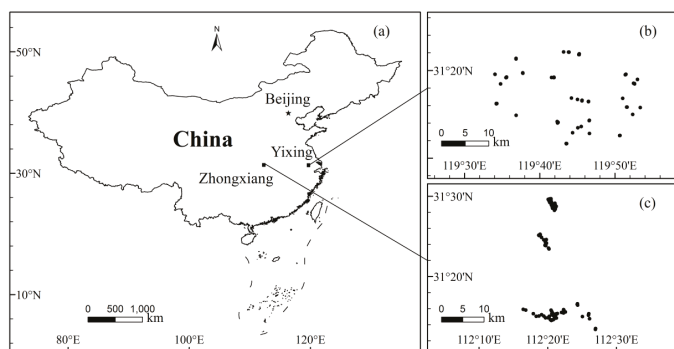 (a)
N
50°N
Beijing
China
Yixing
30°N
Zhongxiang
10°N
0 500 1,000
km
80°E 100°E 120°E
(b)
31°20'N
0 5 10
km
119°30'E 119°40'E 119°50'E
31°30'N
(c)
31°20'N
0 5 10
km
112°10'E 112°20'E 112°30'E